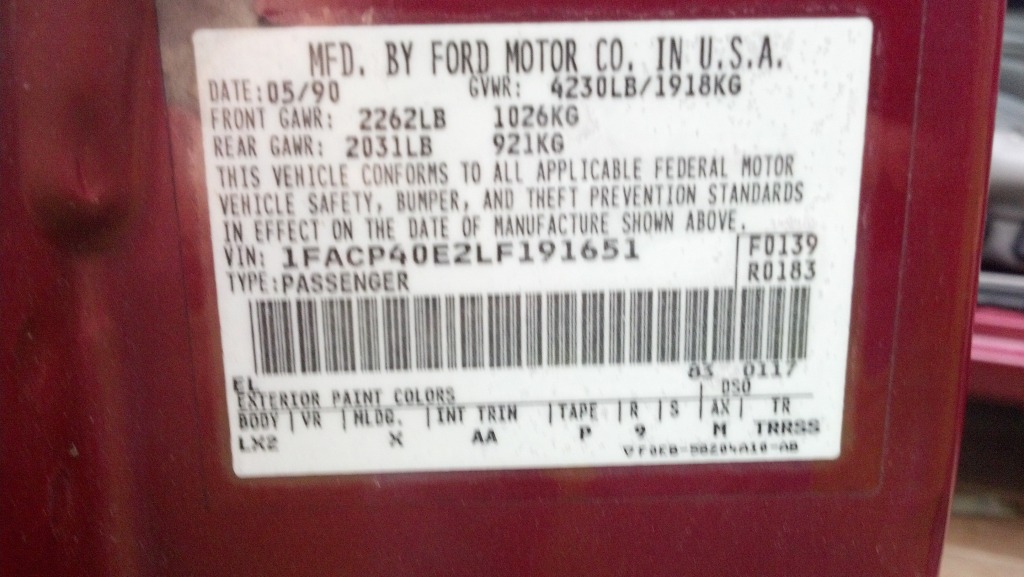 MFD. BY FORD MOTOR CO. IN U.S.A.
DATE: 05/90 GVWR: 4230LB/1918KG
FRONT GAWR: 2262LB 1026KG
REAR GAWR: 2031LB 921KG
THIS VEHICLE CONFORMS TO ALL APPLICABLE FEDERAL MOTOR
VEHICLE SAFETY, BUMPER, AND THEFT PREVENTION STANDARDS
IN EFFECT ON THE DATE OF MANUFACTURE SHOWN ABOVE.
VIN: 1FACP40E2LF191651 F0139
TYPE: PASSENGER R0183
83 0117
EL
EXTERIOR PAINT COLORS DSO
BODY | VR | MLDG. | INT TRIM | TAPE | R | S | AX | TR
LX2 X AA P 9 M TRRSS